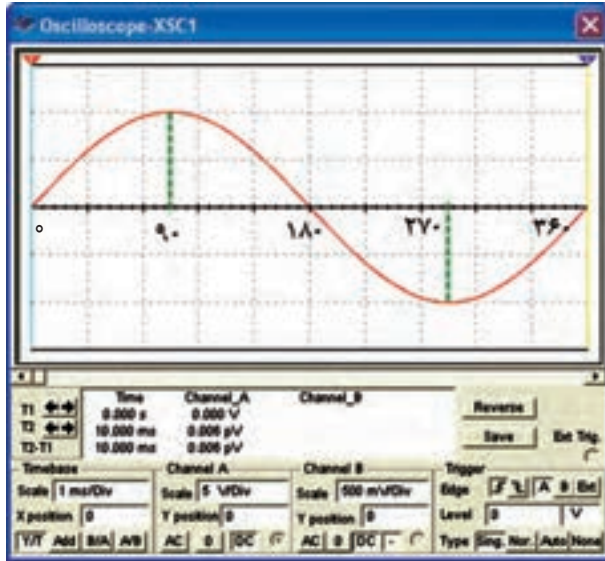 Oscilloscope-XSC1
° ۹۰ ۱۸۰ ۲۷۰ ۳۶۰
Time Channel_A Channel_B
T1 0.000 s 0.000 V
T2 10.000 ms 0.006 pV
T2-T1 10.000 ms 0.006 pV
Reverse
Save Ext Trig.
Timebase Channel A Channel B Trigger
Scale 1 ms/Div Scale 5 V/Div Scale 500 mV/Div Edge A B Ext
X position 0 Y position 0 Y position 0 Level 0 V
Y/T Add B/A A/B AC 0 DC AC 0 DC - Type Sing. Nor. Auto None